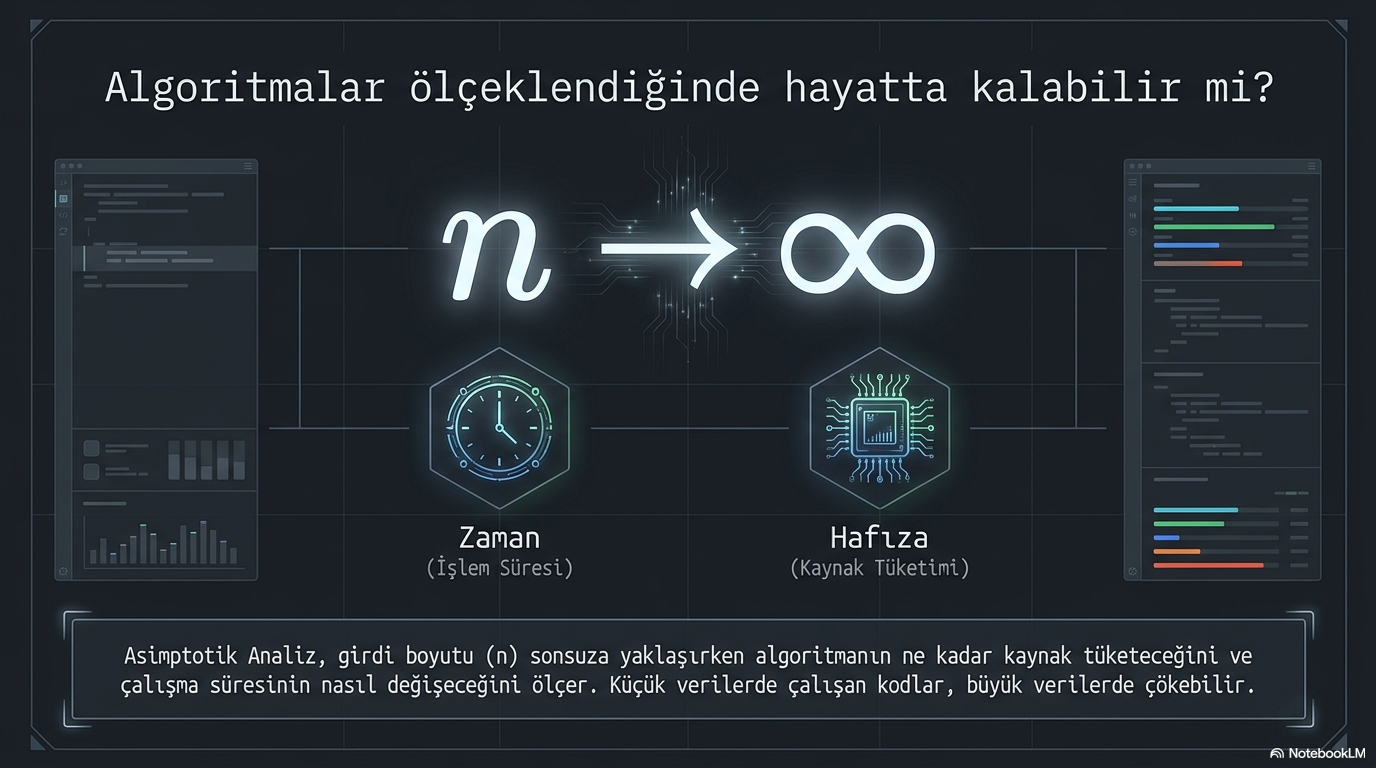 Algoritmalar ölçeklendiğinde hayatta kalabilir mi?
n → ∞
Zaman
(İşlem Süresi)
Hafıza
(Kaynak Tüketimi)
Asimptotik Analiz, girdi boyutu (n) sonsuza yaklaşırken algoritmanın ne kadar kaynak tüketeceğini ve
çalışma süresinin nasıl değişeceğini ölçer. Küçük verilerde çalışan kodlar, büyük verilerde çökebilir.
NotebookLM